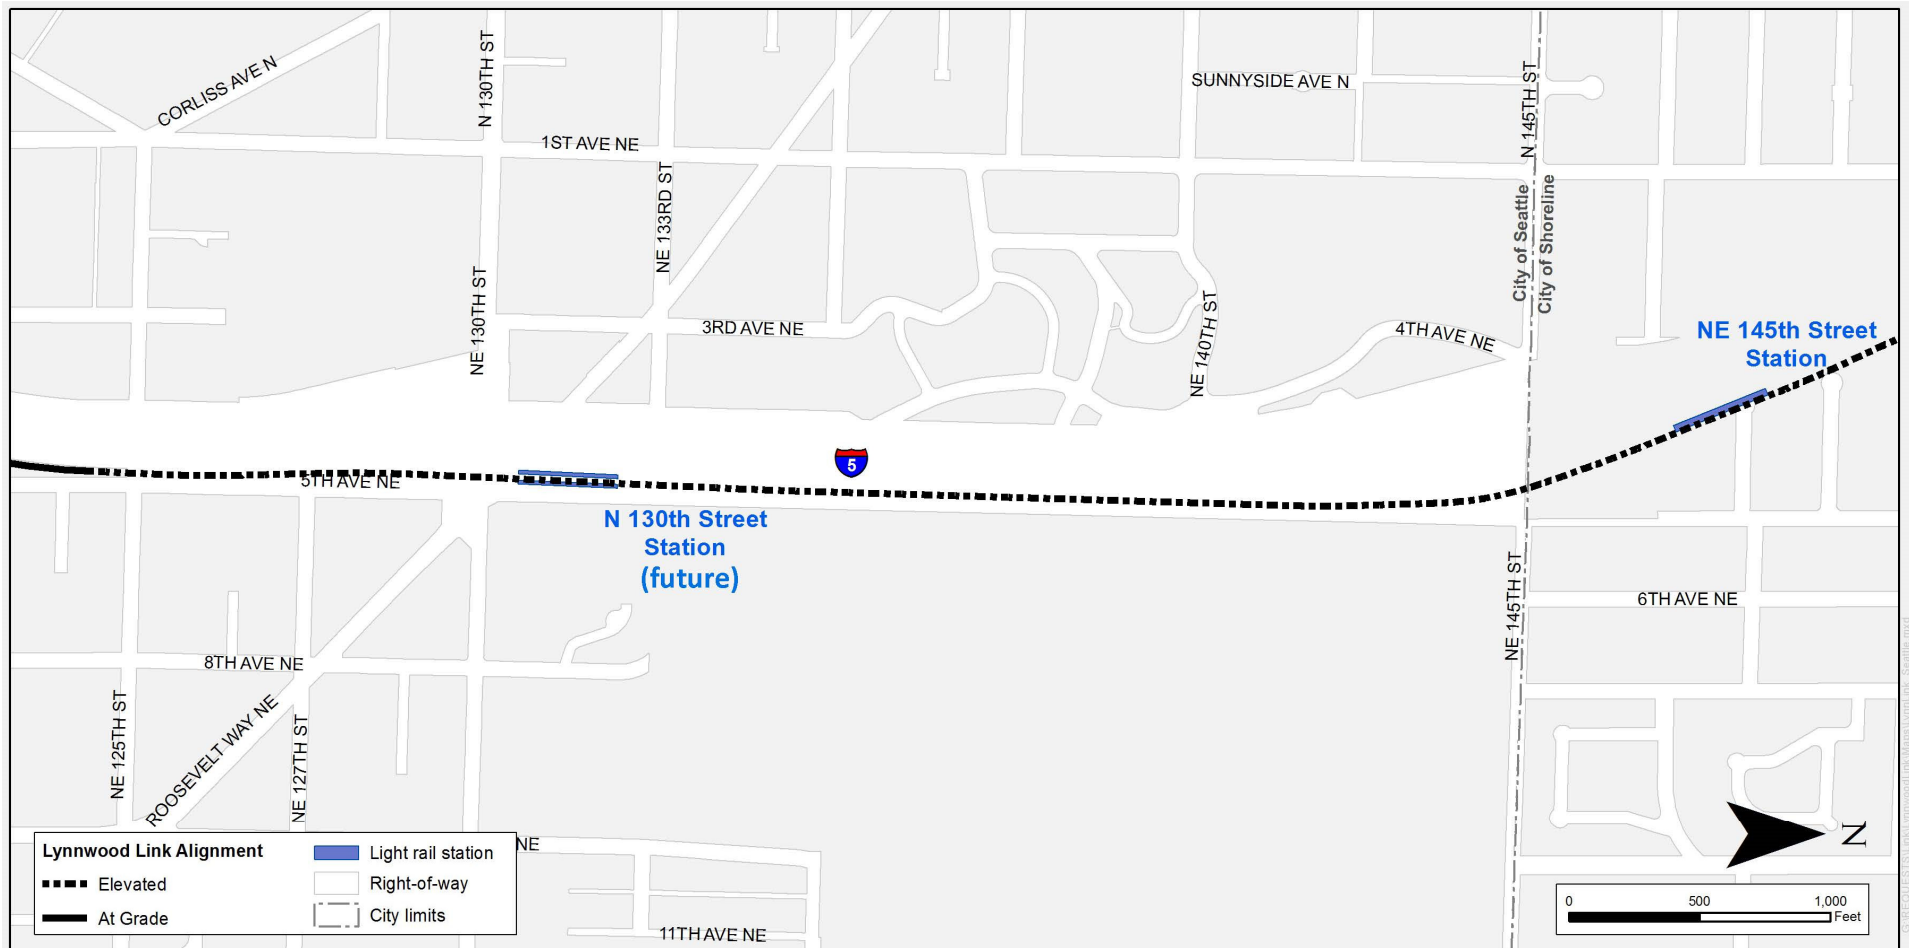 CORLISS AVE N
N 130TH ST
1ST AVE NE
NE 133RD ST
SUNNYSIDE AVE N
N 145TH ST
City of Seattle
City of Shoreline
NE 130TH ST
3RD AVE NE
NE 140TH ST
4TH AVE NE
NE 145th Street
Station
5
5TH AVE NE
N 130th Street
Station
(future)
NE 145TH ST
6TH AVE NE
8TH AVE NE
NE 125TH ST
ROOSEVELT WAY NE
NE 127TH ST
NE
11TH AVE NE
N
Lynnwood Link Alignment
Elevated
At Grade
Light rail station
Right-of-way
City limits
0 500 1,000
Feet